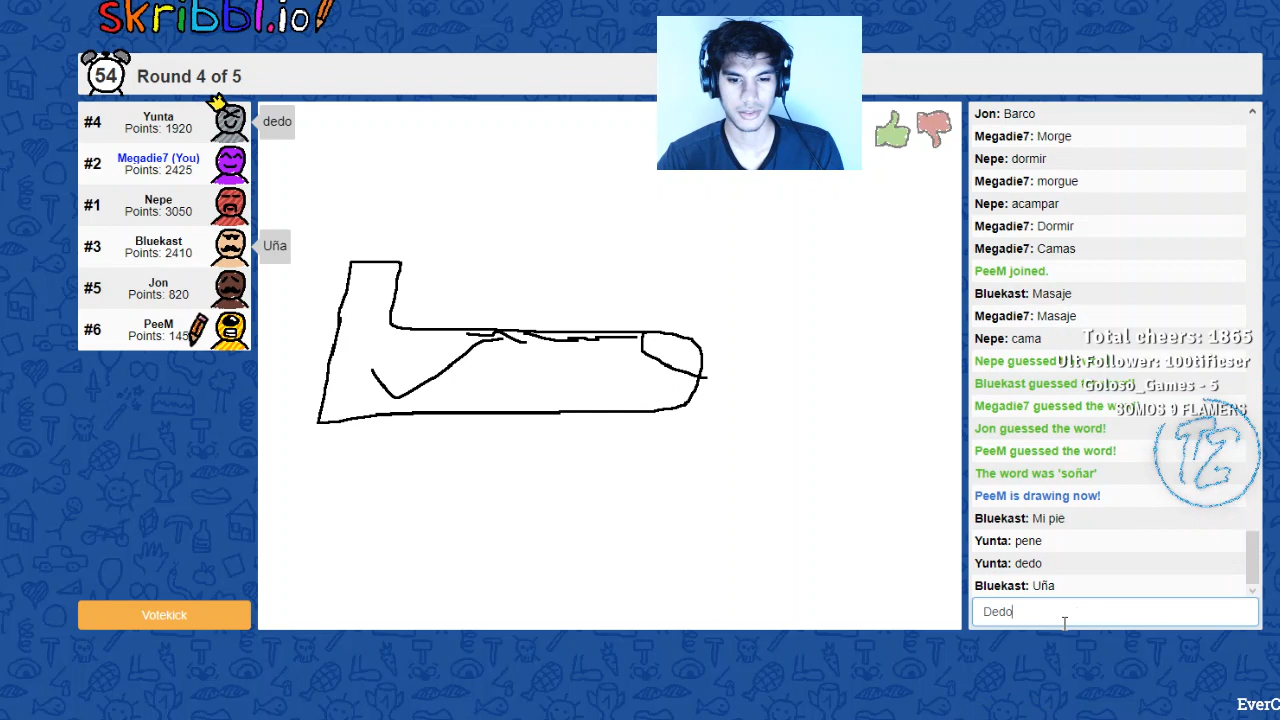 skribbl.io
54
Round 4 of 5
#4 Yunta
Points: 1920
dedo
#2 Megadie7 (You)
Points: 2425
#1 Nepe
Points: 3050
#3 Bluekast
Points: 2410
Uña
#5 Jon
Points: 820
#6 PeeM
Points: 145
Votekick
Jon: Barco
Megadie7: Morge
Nepe: dormir
Megadie7: morgue
Nepe: acampar
Megadie7: Dormir
Megadie7: Camas
PeeM joined.
Bluekast: Masaje
Megadie7: Masaje
Nepe: cama
Total cheers: 1865
Nepe guessed
Ult Follower: 100tificscr
Bluekast guessed
Goloso_Games - 5
Megadie7 guessed the
SOMOS 9 FLAMERS
Jon guessed the word!
PeeM guessed the word!
The word was 'soñar'
PeeM is drawing now!
Bluekast: Mi pie
Yunta: pene
Yunta: dedo
Bluekast: Uña
Dedo